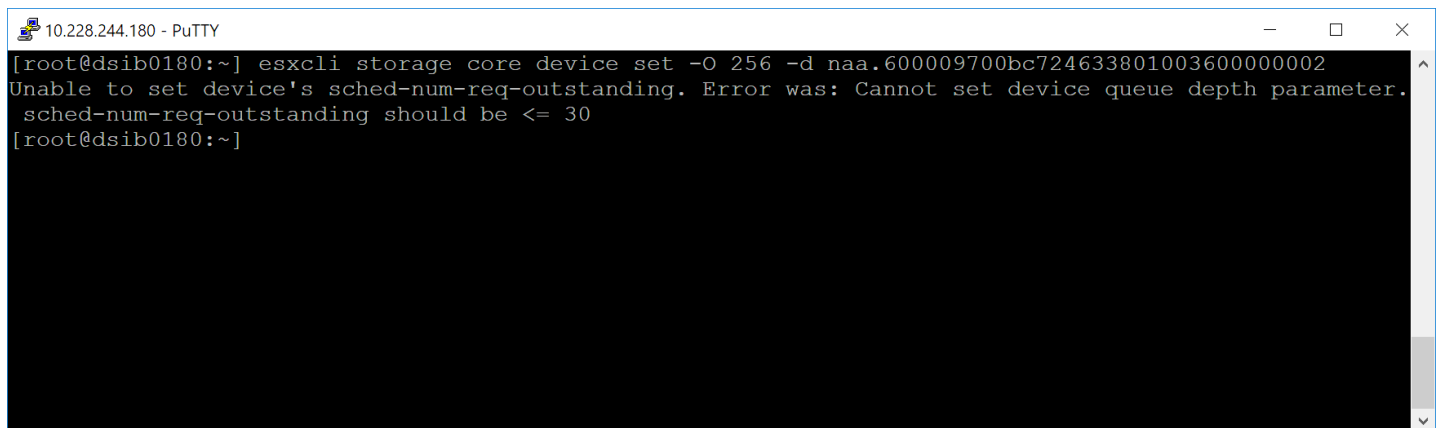 10.228.244.180 - PuTTY
[root@dsib0180:~] esxcli storage core device set -O 256 -d naa.600009700bc724633801003600000002
Unable to set device's sched-num-req-outstanding. Error was: Cannot set device queue depth parameter.
sched-num-req-outstanding should be <= 30
[root@dsib0180:~]